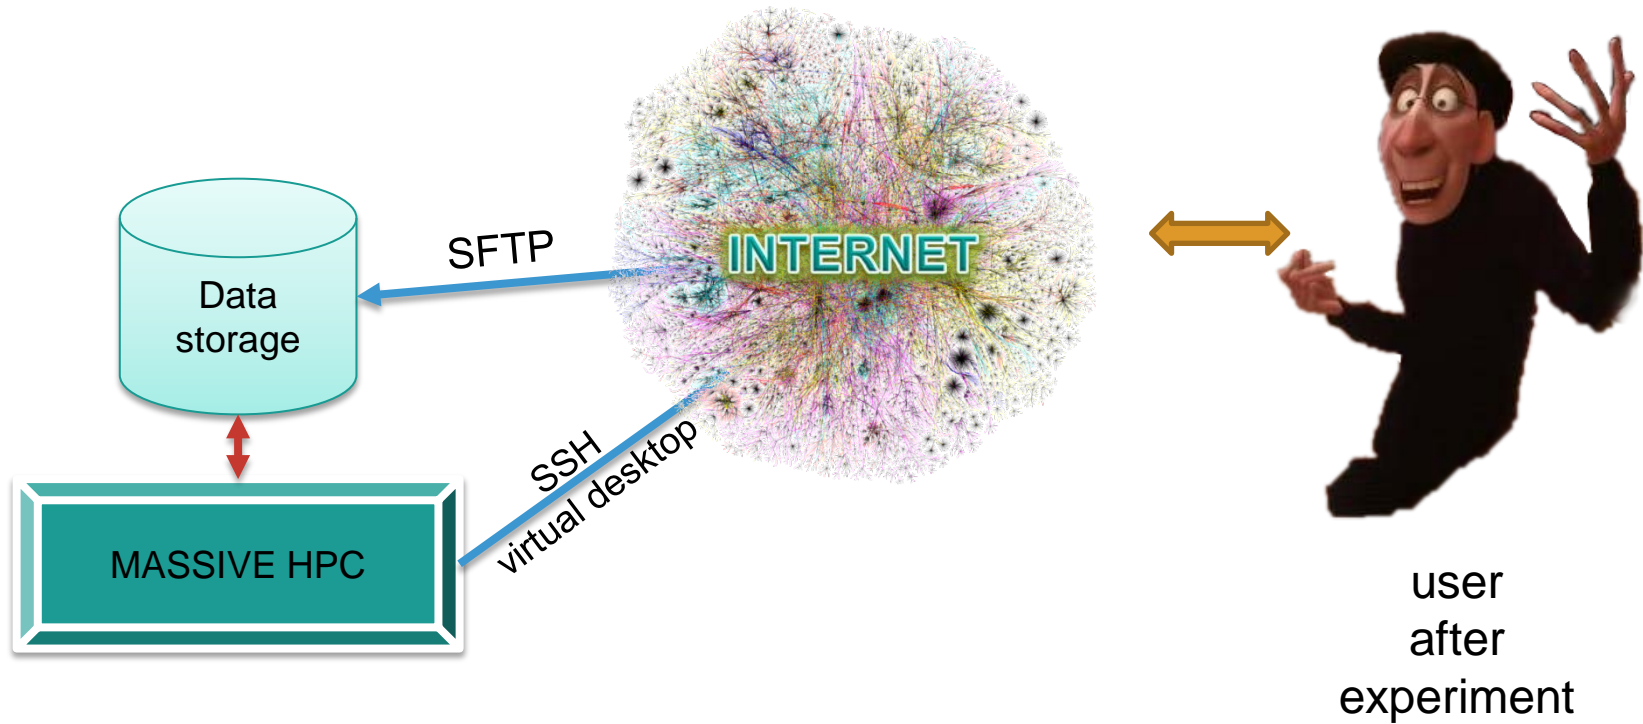 SFTP
INTERNET
Data
storage
SSH
virtual desktop
MASSIVE HPC
user
after
experiment